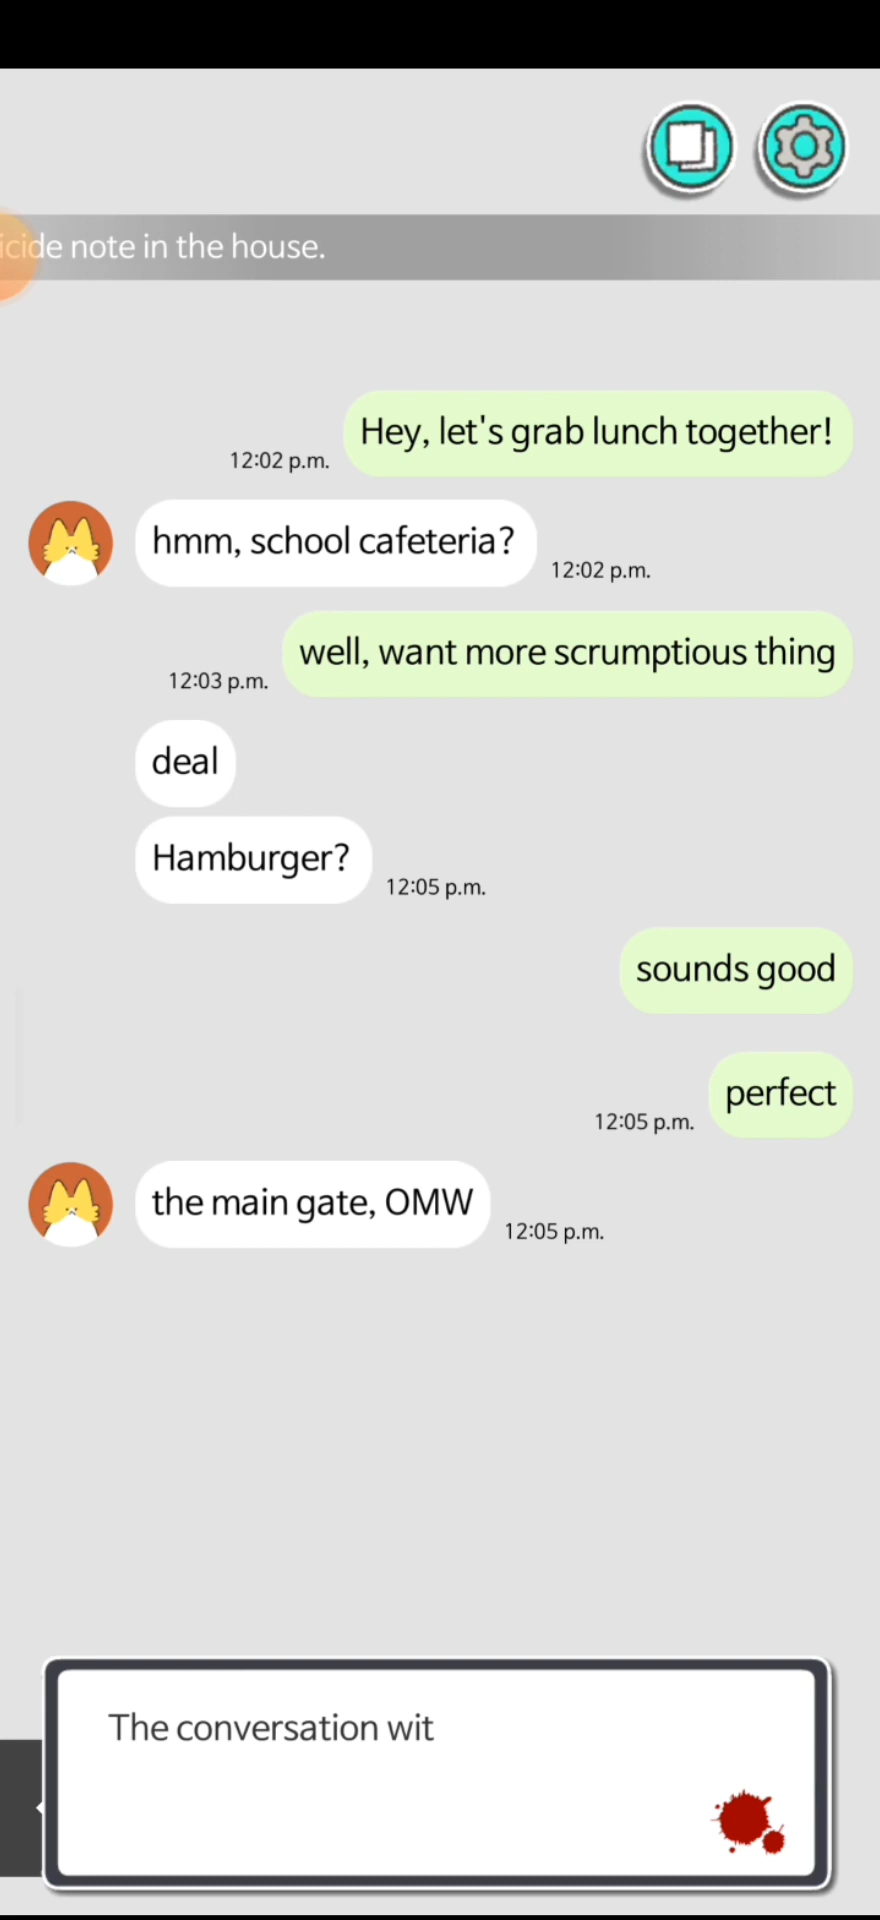 icide note in the house.
Hey, let's grab lunch together!
12:02 p.m.
hmm, school cafeteria?
12:02 p.m.
well, want more scrumptious thing
12:03 p.m.
deal
Hamburger?
12:05 p.m.
sounds good
perfect
12:05 p.m.
the main gate, OMW
12:05 p.m.
The conversation wit